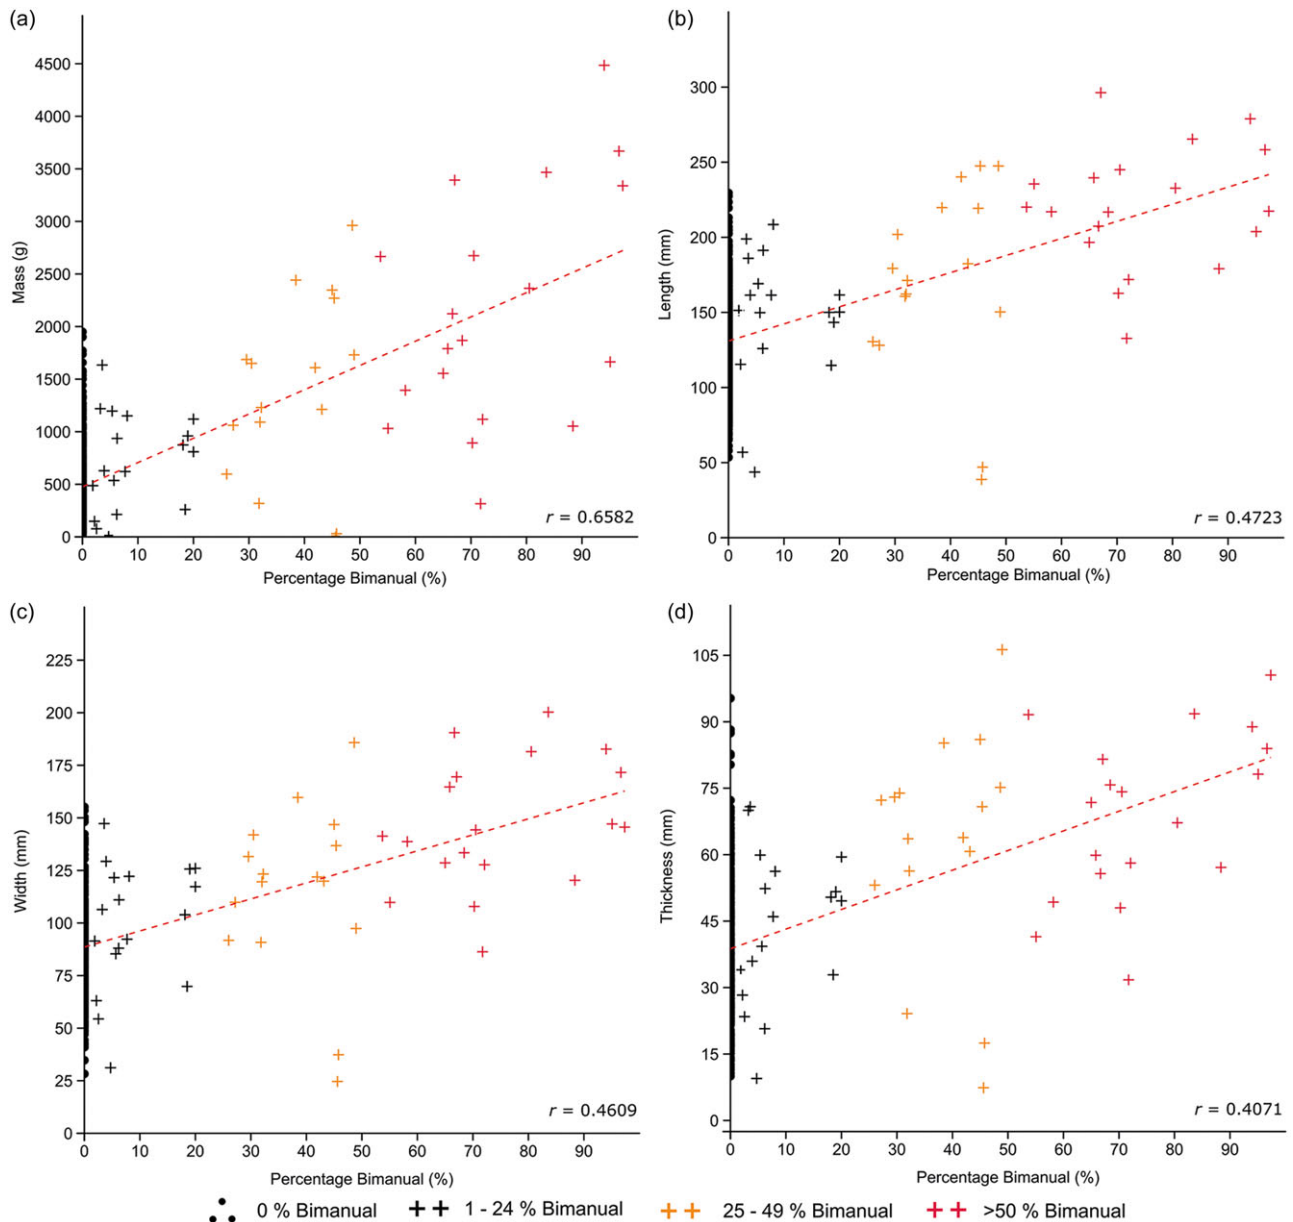 (a)
4500
4000
3500
3000
2500
2000
1500
1000
500
0
Mass (g)
r = 0.6582
0 10 20 30 40 50 60 70 80 90
Percentage Bimanual (%)
(b)
300
250
200
150
100
50
0
Length (mm)
r = 0.4723
0 10 20 30 40 50 60 70 80 90
Percentage Bimanual (%)
(c)
225
200
175
150
125
100
75
50
25
0
Width (mm)
r = 0.4609
0 10 20 30 40 50 60 70 80 90
Percentage Bimanual (%)
(d)
105
90
75
60
45
30
15
0
Thickness (mm)
r = 0.4071
0 10 20 30 40 50 60 70 80 90
Percentage Bimanual (%)
0 % Bimanual 1 - 24 % Bimanual 25 - 49 % Bimanual >50 % Bimanual